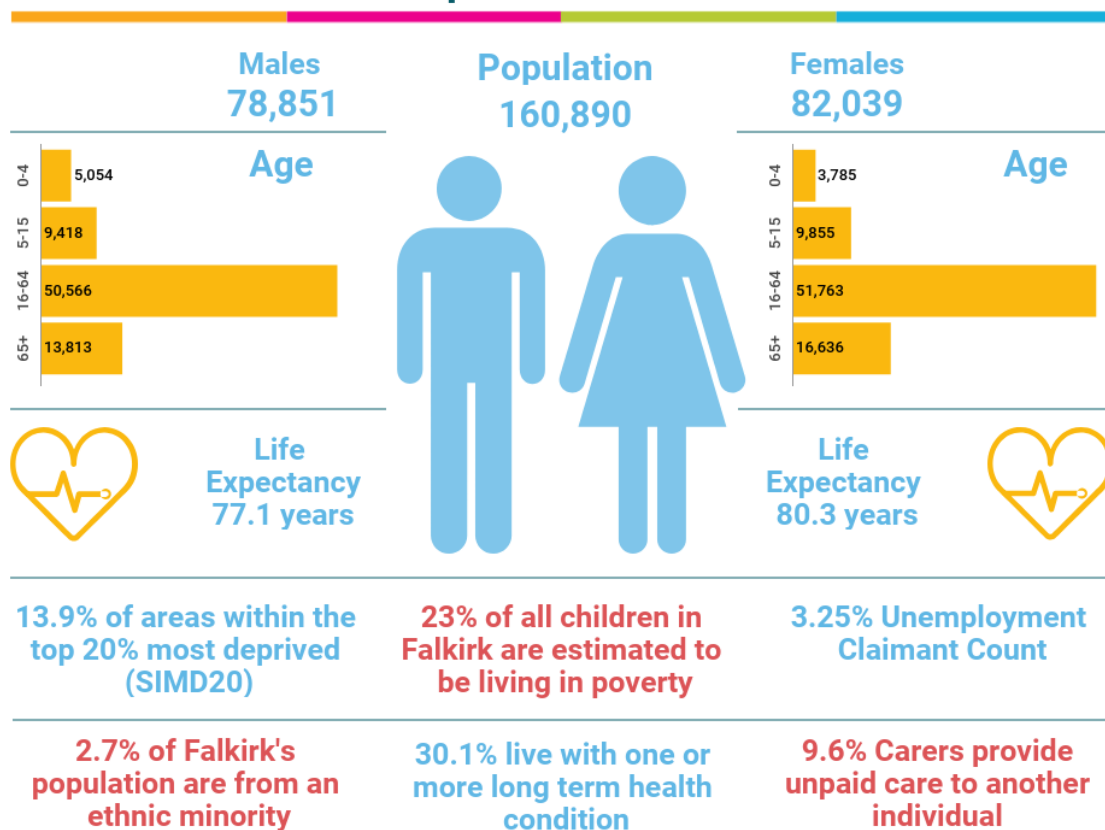 Males
78,851
Population
160,890
Females
82,039
Age
0-4
5,054
5-15
9,418
16-64
50,566
65+
13,813
Age
0-4
3,785
5-15
9,855
16-64
51,763
65+
16,636
Life
Expectancy
77.1 years
Life
Expectancy
80.3 years
13.9% of areas within the
top 20% most deprived
(SIMD20)
23% of all children in
Falkirk are estimated to
be living in poverty
3.25% Unemployment
Claimant Count
2.7% of Falkirk's
population are from an
ethnic minority
30.1% live with one or
more long term health
condition
9.6% Carers provide
unpaid care to another
individual